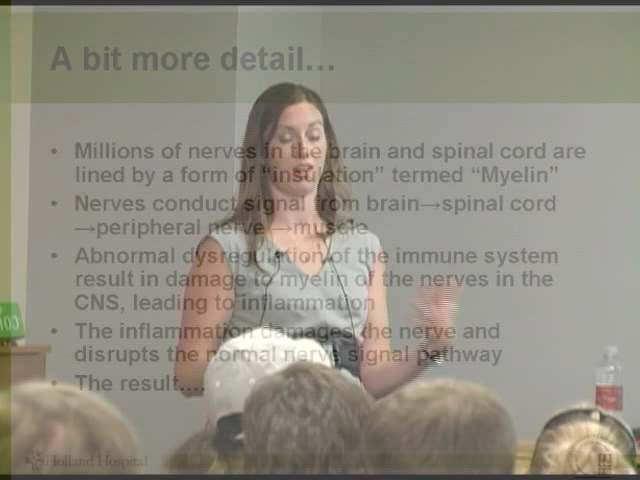 A bit more detail…
• Millions of nerves in the brain and spinal cord are
lined by a form of “insulation” termed “Myelin”
• Nerves conduct signal from brain→spinal cord
→peripheral nerve→muscle
• Abnormal dysregulation of the immune system
result in damage to myelin of the nerves in the
CNS, leading to inflammation
• The inflammation damages the nerve and
disrupts the normal nerve signal pathway
• The result….
Holland Hospital